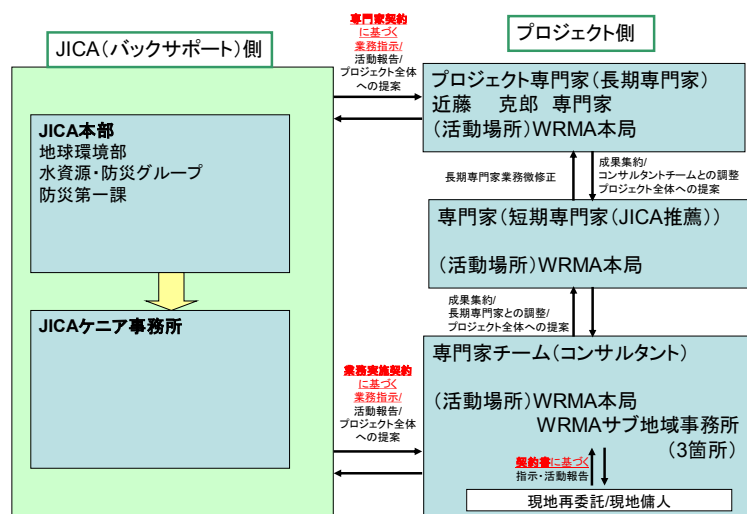 JICA(バックサポート)側
JICA本部
地球環境部
水資源・防災グループ
防災第一課
JICAケニア事務所
専門家契約
に基づく
業務指示/
活動報告/
プロジェクト全体
への提案
業務実施契約
に基づく
業務指示/
活動報告/
プロジェクト全体
への提案
プロジェクト側
プロジェクト専門家(長期専門家)
近藤 克郎 専門家
(活動場所)WRMA本局
長期専門家業務微修正
成果集約/
コンサルタントチームとの調整
プロジェクト全体への提案
専門家(短期専門家(JICA推薦))
(活動場所)WRMA本局
成果集約/
長期専門家との調整/
プロジェクト全体への提案
専門家チーム(コンサルタント)
(活動場所)WRMA本局
WRMAサブ地域事務所
(3箇所)
契約書に基づく
指示・活動報告
現地再委託/現地傭人